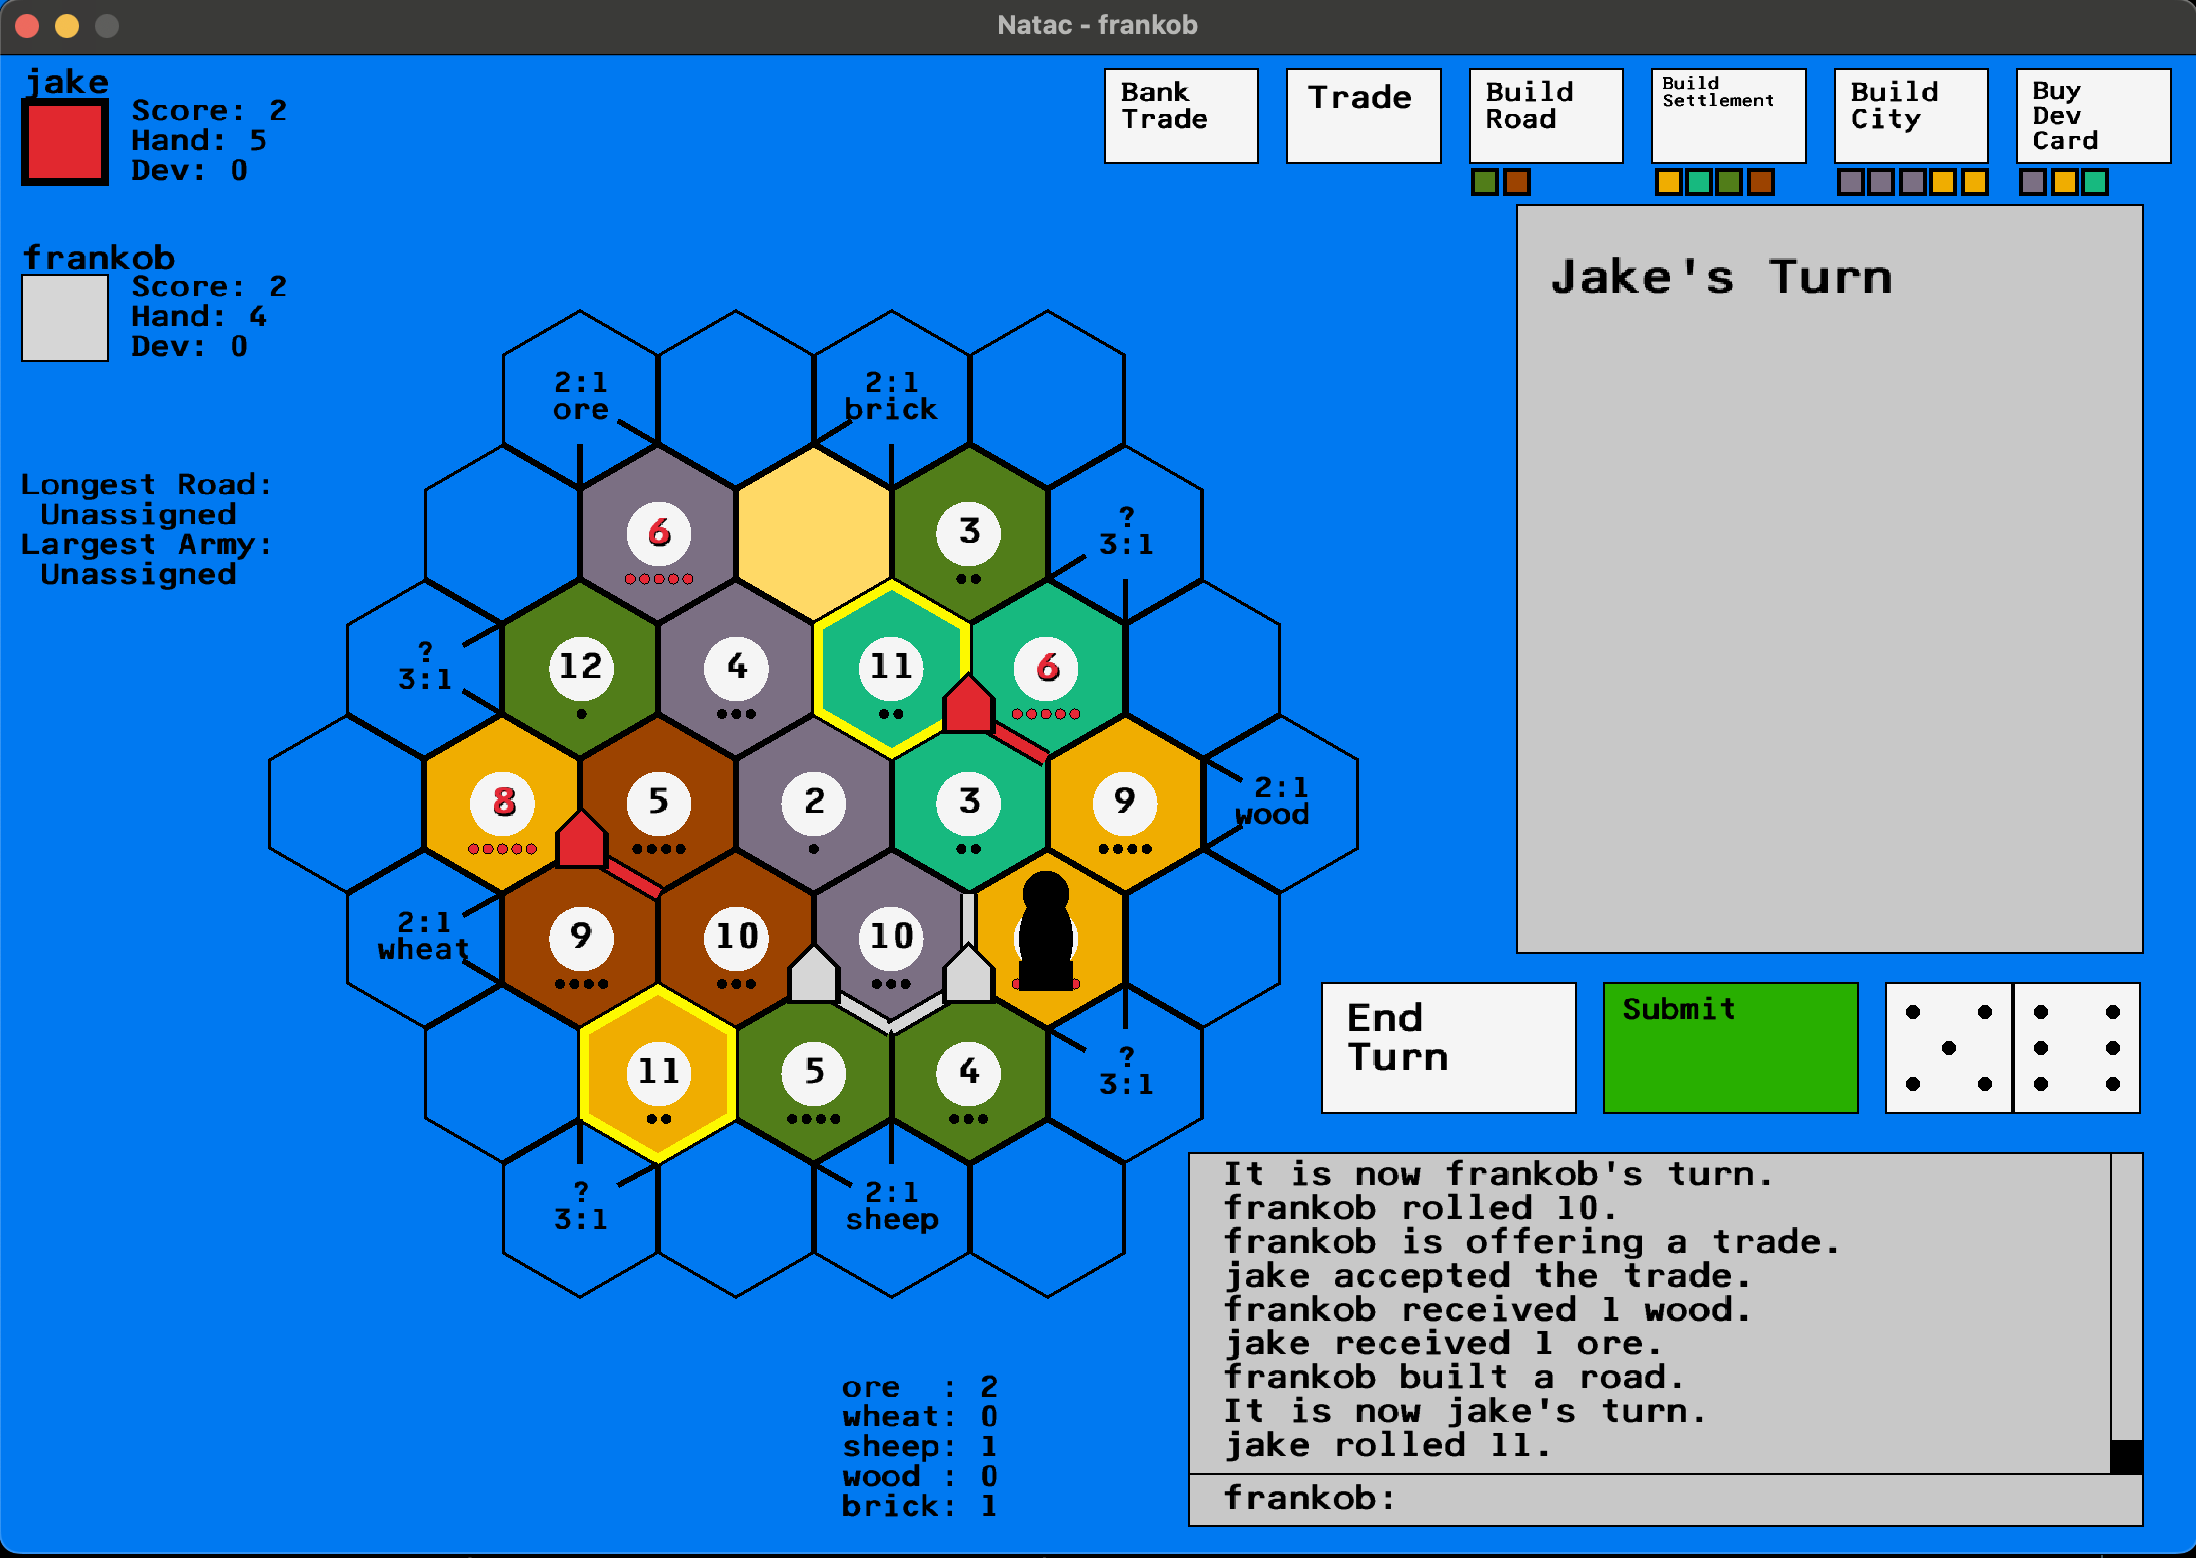 Natac - frankob
jake
Score: 2
Hand: 5
Dev: 0
frankob
Score: 2
Hand: 4
Dev: 0
Longest Road:
Unassigned
Largest Army:
Unassigned
Bank
Trade
Trade
Build
Road
Build
Settlement
Build
City
Buy
Dev
Card
Jake's Turn
2:1
ore
2:1
brick
6
3
?
3:1
?
3:1
12
4
11
6
8
5
2
3
9
2:1
wood
2:1
wheat
9
10
10
11
5
4
?
3:1
?
3:1
2:1
sheep
End
Turn
Submit
It is now frankob's turn.
frankob rolled 10.
frankob is offering a trade.
jake accepted the trade.
frankob received 1 wood.
jake received 1 ore.
frankob built a road.
It is now jake's turn.
jake rolled 11.
frankob:
ore : 2
wheat: 0
sheep: 1
wood : 0
brick: 1